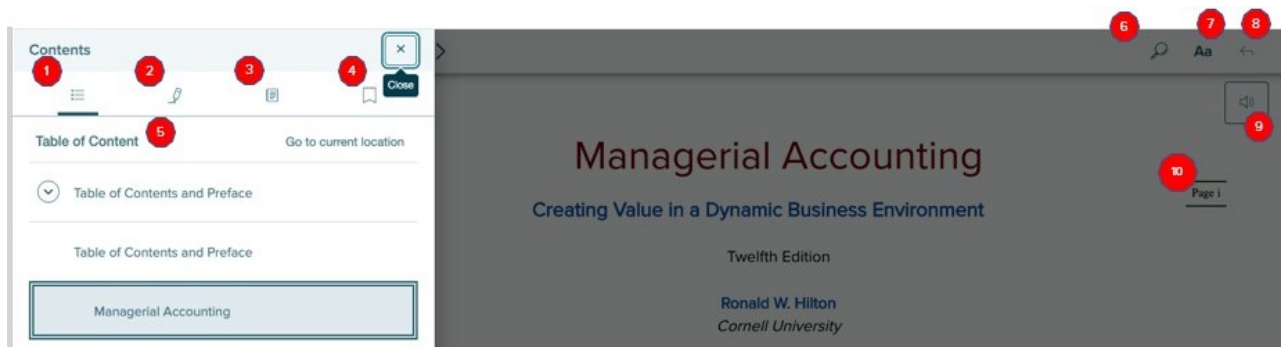 6 7 8
Contents × Close
1 2 3 4
Aa
9
Table of Content 5 Go to current location
Table of Contents and Preface
Table of Contents and Preface
Managerial Accounting
Managerial Accounting
10
Page i
Creating Value in a Dynamic Business Environment
Twelfth Edition
Ronald W. Hilton
Cornell University